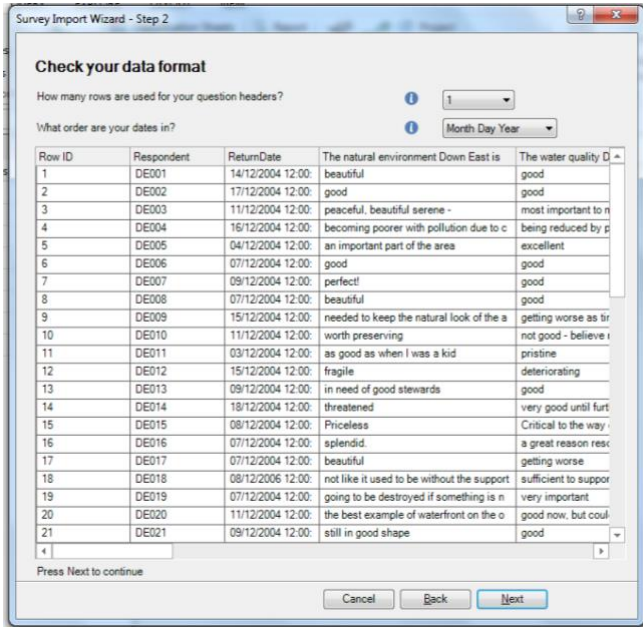 Survey Import Wizard - Step 2
Check your data format
How many rows are used for your question headers? 1
What order are your dates in? Month Day Year
Row ID Respondent ReturnDate The natural environment Down East is The water quality D
1 DE001 14/12/2004 12:00: beautiful good
2 DE002 17/12/2004 12:00: good good
3 DE003 11/12/2004 12:00: peaceful, beautiful serene - most important to n
4 DE004 16/12/2004 12:00: becoming poorer with pollution due to c being reduced by p
5 DE005 04/12/2004 12:00: an important part of the area excellent
6 DE006 07/12/2004 12:00: good good
7 DE007 09/12/2004 12:00: perfect! good
8 DE008 07/12/2004 12:00: beautiful good
9 DE009 15/12/2004 12:00: needed to keep the natural look of the a getting worse as tir
10 DE010 11/12/2004 12:00: worth preserving not good - believe
11 DE011 03/12/2004 12:00: as good as when I was a kid pristine
12 DE012 15/12/2004 12:00: fragile deteriorating
13 DE013 09/12/2004 12:00: in need of good stewards good
14 DE014 18/12/2004 12:00: threatened very good until furt
15 DE015 08/12/2004 12:00: Priceless Critical to the way
16 DE016 07/12/2004 12:00: splendid. a great reason reso
17 DE017 07/12/2004 12:00: beautiful getting worse
18 DE018 08/12/2006 12:00: not like it used to be without the support sufficient to suppor
19 DE019 07/12/2004 12:00: going to be destroyed if something is n very important
20 DE020 11/12/2004 12:00: the best example of waterfront on the o good now, but coul
21 DE021 09/12/2004 12:00: still in good shape good
Press Next to continue
Cancel Back Next